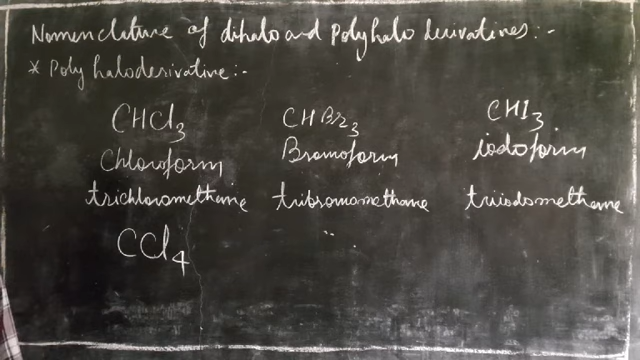 Nomenclature of dihalo and Polyhalo derivatives:-
* Poly haloderivative:-
CHCl3 CHBr3 CHI3
Chloroform Bromoform iodoform
trichloromethane tribromomethane triiodomethane
CCl4